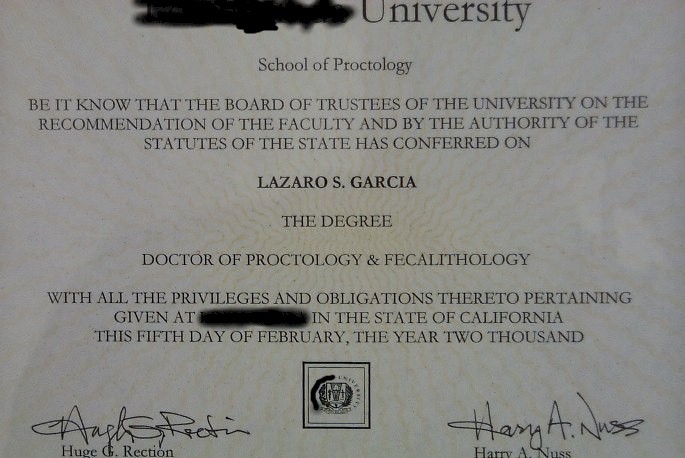 University
School of Proctology
BE IT KNOW THAT THE BOARD OF TRUSTEES OF THE UNIVERSITY ON THE
RECOMMENDATION OF THE FACULTY AND BY THE AUTHORITY OF THE
STATUTES OF THE STATE HAS CONFERRED ON
LAZARO S. GARCIA
THE DEGREE
DOCTOR OF PROCTOLOGY & FECALITHOLOGY
WITH ALL THE PRIVILEGES AND OBLIGATIONS THERETO PERTAINING
GIVEN AT IN THE STATE OF CALIFORNIA
THIS FIFTH DAY OF FEBRUARY, THE YEAR TWO THOUSAND
UNIVERSITY
Hugh G. Rection Harry A. Nuss
Huge G. Rection Harry A. Nuss